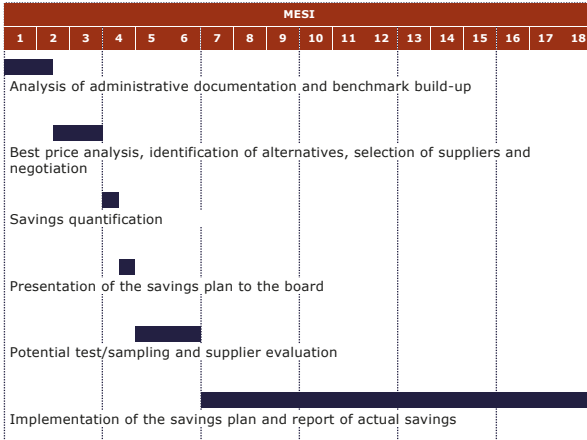 MESI
1 2 3 4 5 6 7 8 9 10 11 12 13 14 15 16 17 18
Analysis of administrative documentation and benchmark build-up
Best price analysis, identification of alternatives, selection of suppliers and
negotiation
Savings quantification
Presentation of the savings plan to the board
Potential test/sampling and supplier evaluation
Implementation of the savings plan and report of actual savings